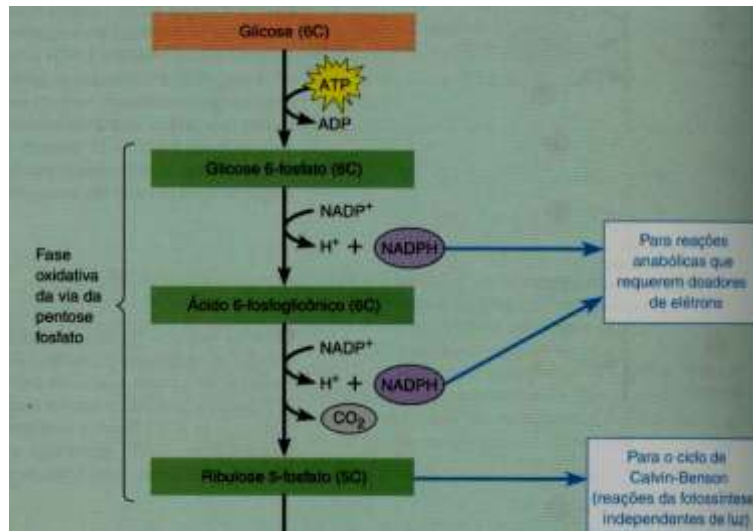 Glicose (6C)
ATP
ADP
Glicose 6-fosfato (6C)
NADP⁺
H⁺ + NADPH
Fase
oxidativa
da via da
pentose
fosfato
Para reações
anabólicas que
requerem doadores
de elétrons
Ácido 6-fosfoglicônico (6C)
NADP⁺
H⁺ + NADPH
CO₂
Ribulose 5-fosfato (5C)
Para o ciclo de
Calvin-Benson
(reações da fotossíntese
independentes de luz)